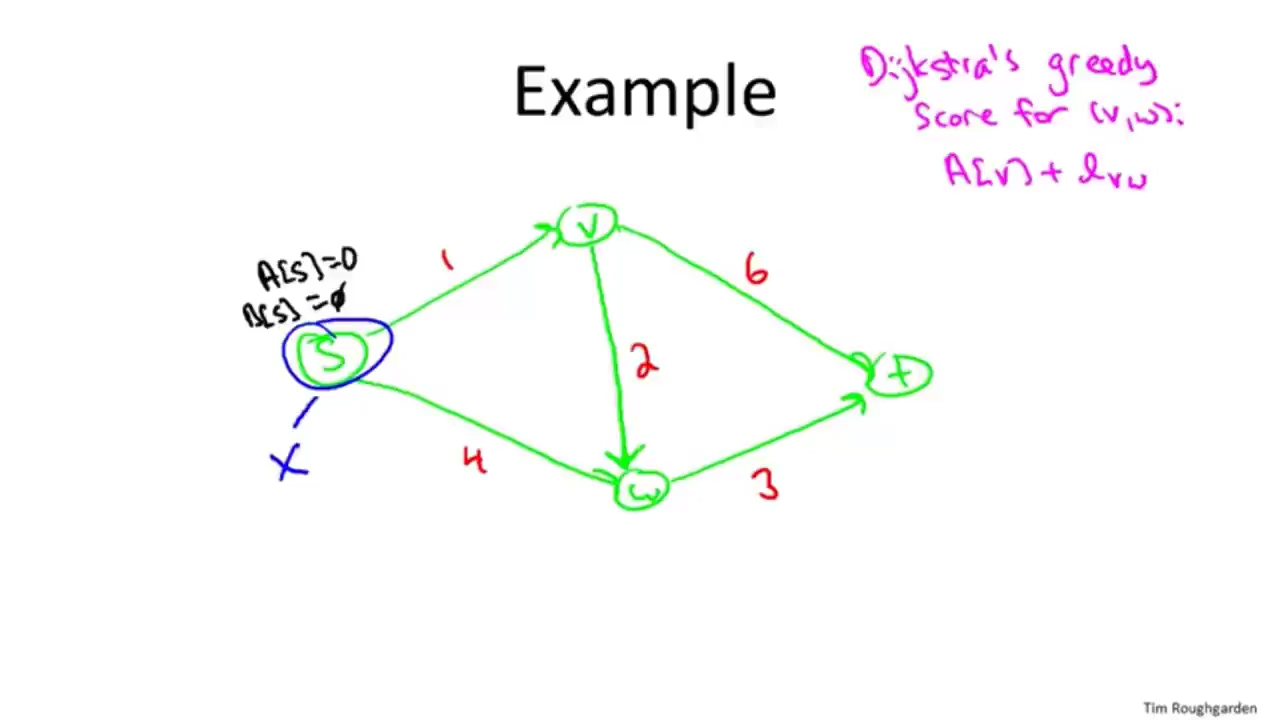 Example
Dijkstra's greedy
score for (v,w):
A[v] + lvw
A[s]=0
B[s]=ø
1
v
6
s
2
t
4
w
3
X
Tim Roughgarden